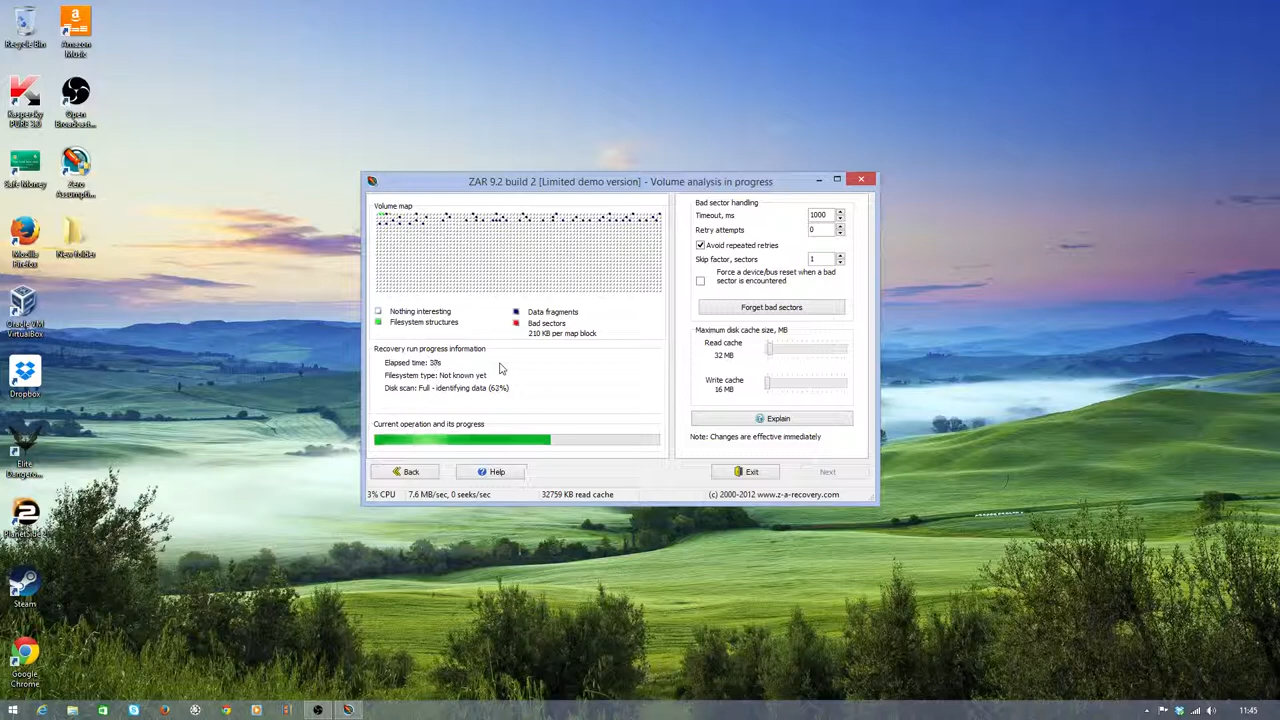 Recycle Bin
Amazon
Music
Kaspersky
PURE 3.0
Open
Broadcast...
Safe Money
Zero
Assumpti...
Mozilla
Firefox
New folder
Oracle VM
VirtualBox
Dropbox
Elite
Dangero...
PlanetSide 2
Steam
Google
Chrome
ZAR 9.2 build 2 [Limited demo version] - Volume analysis in progress
Volume map
Nothing interesting
Data fragments
Filesystem structures
Bad sectors
210 KB per map block
Recovery run progress information
Elapsed time:
Filesystem type: Not known yet
Disk scan: Full - identifying data (62%)
Current operation and its progress
Back
Help
Bad sector handling
Timeout, ms
1000
Retry attempts
0
Avoid repeated retries
Skip factor, sectors
1
Force a device/bus reset when a bad
sector is encountered
Forget bad sectors
Maximum disk cache size, MB
Read cache
32 MB
Write cache
16 MB
Explain
Note: Changes are effective immediately
Exit
Next
3% CPU
7.6 MB/sec, 0 seeks/sec
32759 KB read cache
(c) 2000-2012 www.z-a-recovery.com
11:45